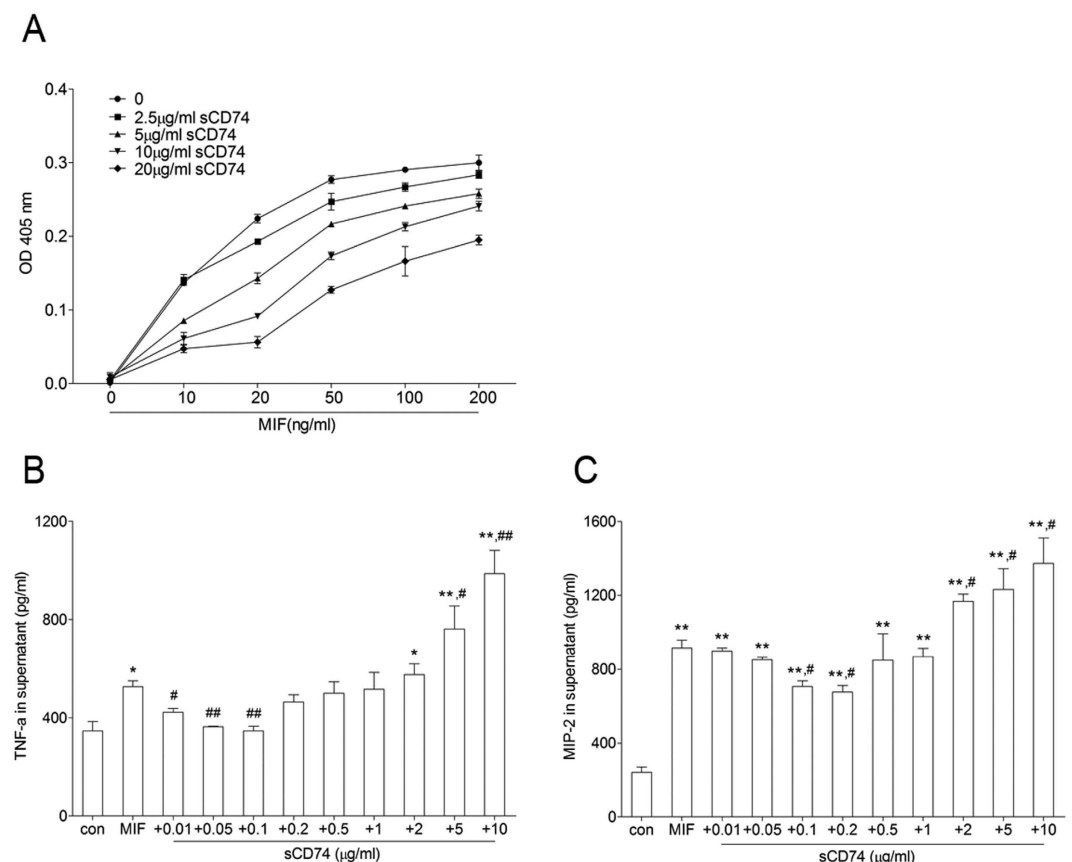 A
0.4
0.3
0.2
0.1
0.0
OD 405 nm
0
2.5μg/ml sCD74
5μg/ml sCD74
10μg/ml sCD74
20μg/ml sCD74
0 10 20 50 100 200
MIF(ng/ml)
B
1200
800
400
0
TNF-a in supernatant (pg/ml)
* # ## ## * **,# **,##
con MIF +0.01 +0.05 +0.1 +0.2 +0.5 +1 +2 +5 +10
sCD74 (μg/ml)
C
1600
1200
800
400
0
MIP-2 in supernatant (pg/ml)
** ** ** **,# **,# ** ** **,# **,# **,#
con MIF +0.01 +0.05 +0.1 +0.2 +0.5 +1 +2 +5 +10
sCD74 (μg/ml)